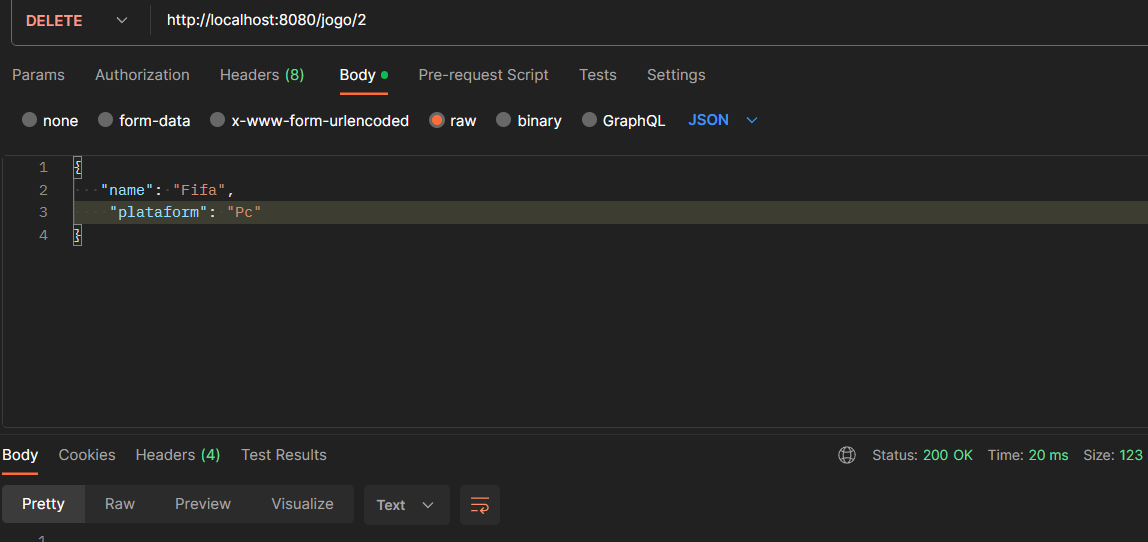 DELETE http://localhost:8080/jogo/2
Params Authorization Headers (8) Body Pre-request Script Tests Settings
none form-data x-www-form-urlencoded raw binary GraphQL JSON
1 {
2 "name": "Fifa",
3 "plataform": "Pc"
4 }
Body Cookies Headers (4) Test Results Status: 200 OK Time: 20 ms Size: 123
Pretty Raw Preview Visualize Text
1